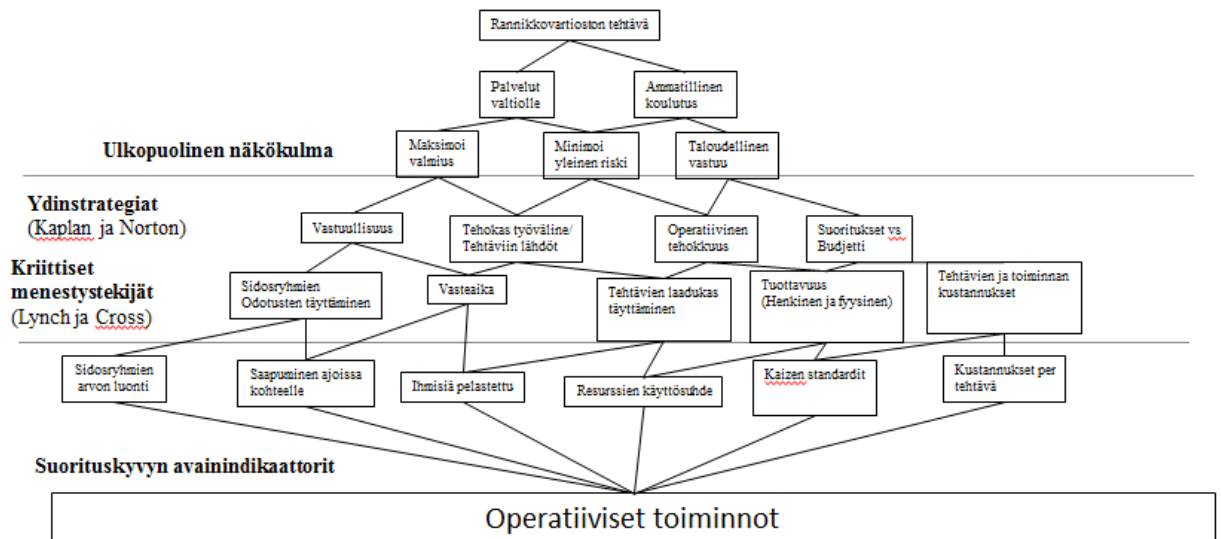 Rannikkovartioston tehtävä
Palvelut
valtiolle
Ammatillinen
koulutus
Ulkopuolinen näkökulma
Maksimoi
valmius
Minimoi
yleinen riski
Taloudellinen
vastuu
Ydinstrategiat
(Kaplan ja Norton)
Vastuullisuus
Tehokas työväline/
Tehtäviin lähdöt
Operatiivinen
tehokkuus
Suoritukset vs
Budjetti
Kriittiset
menestystekijät
(Lynch ja Cross)
Sidosryhmien
Odotusten täyttäminen
Vasteaika
Tehtävien laadukas
täyttäminen
Tuottavuus
(Henkinen ja fyysinen)
Tehtävien ja toiminnan
kustannukset
Sidosryhmien
arvon luonti
Saapuminen ajoissa
kohteelle
Ihmisiä pelastettu
Resurssien käyttösuhde
Kaizen standardit
Kustannukset per
tehtävä
Suorituskyvyn avainindikaattorit
Operatiiviset toiminnot